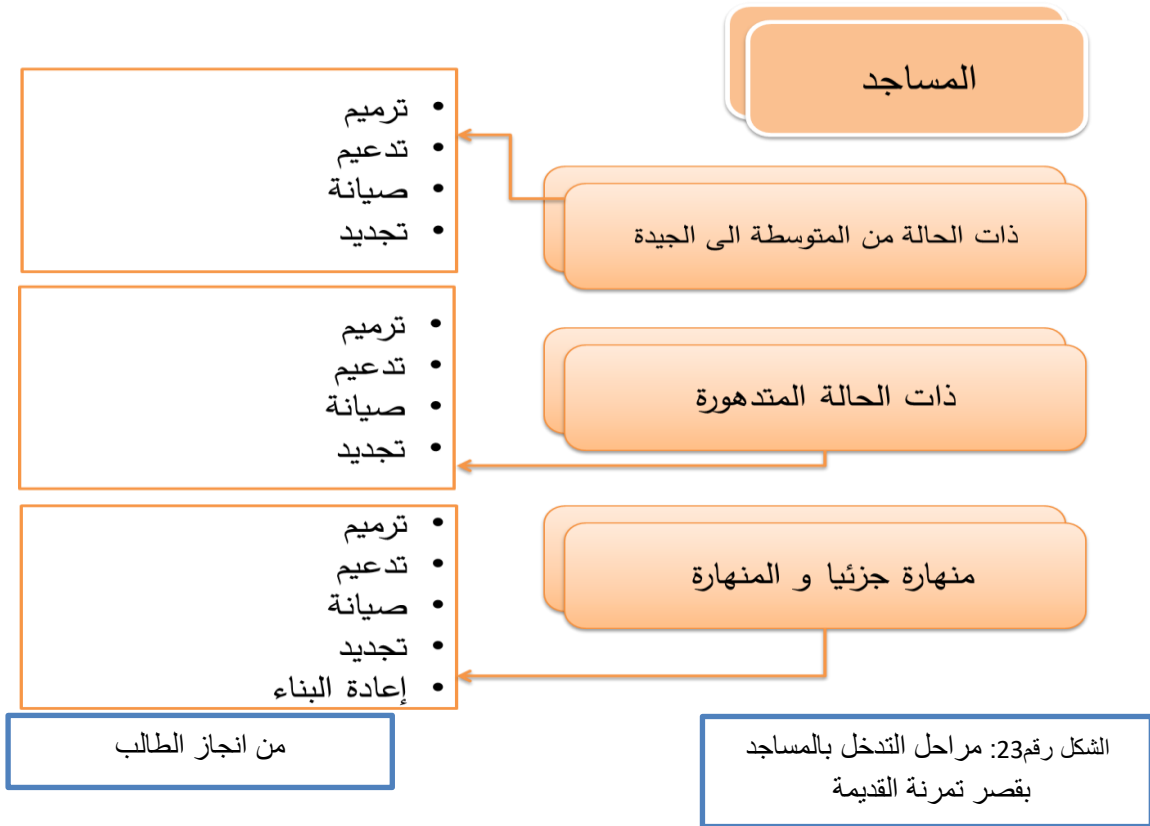 المساجد
ذات الحالة من المتوسطة الى الجيدة
• ترميم
• تدعيم
• صيانة
• تجديد
ذات الحالة المتدهورة
• ترميم
• تدعيم
• صيانة
• تجديد
منهارة جزئيا و المنهارة
• ترميم
• تدعيم
• صيانة
• تجديد
• إعادة البناء
الشكل رقم23: مراحل التدخل بالمساجد
بقصر تمرنة القديمة
من انجاز الطالب